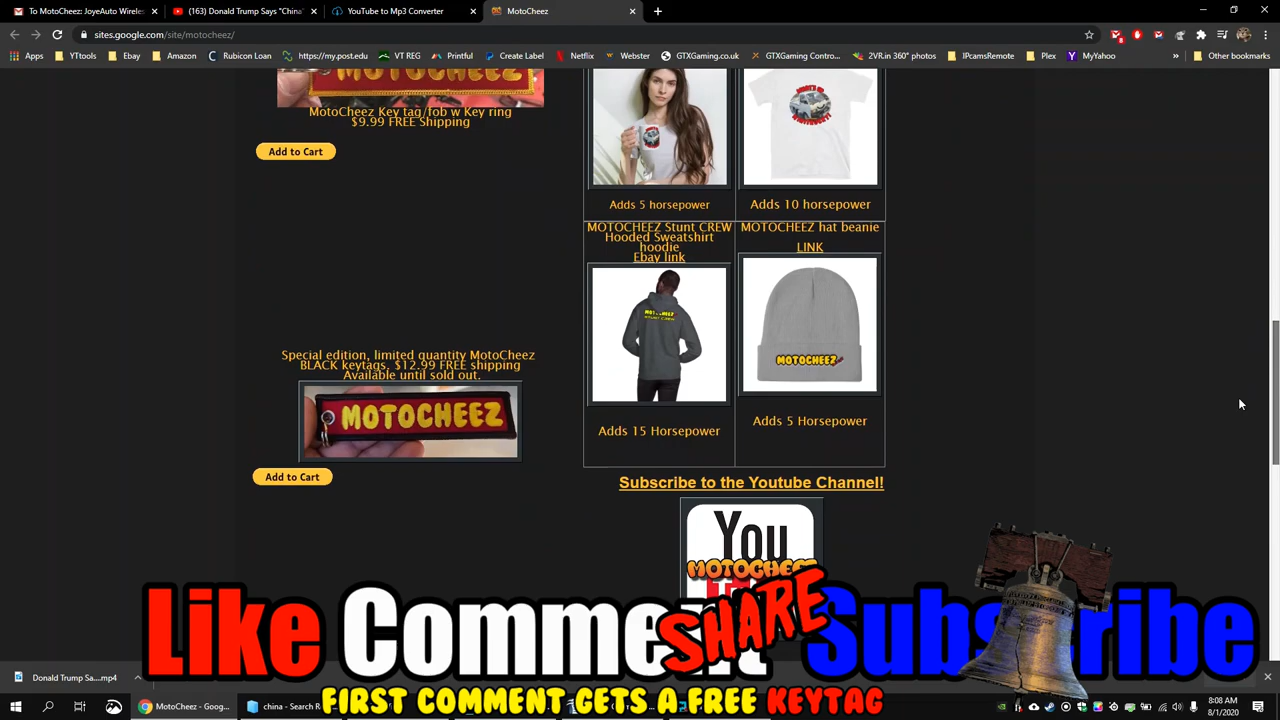 To MotoCheez: JoyeAuto Wireless
(163) Donald Trump Says "China"
YouTube to Mp3 Converter
MotoCheez
sites.google.com/site/motocheez/
Apps
YTtools
Ebay
Amazon
Rubicon Loan
https://my.post.edu
VT REG
Printful
Create Label
Netflix
Webster
GTXGaming.co.uk
GTXGaming Contro...
2VR.in 360° photos
IPcamsRemote
Plex
MyYahoo
Other bookmarks
MOTOCHEEZ
MotoCheez Key tag/fob w Key ring
$9.99 FREE Shipping
Add to Cart
Adds 5 horsepower
Adds 10 horsepower
MOTOCHEEZ Stunt CREW
Hooded Sweatshirt
hoodie
Ebay link
MOTOCHEEZ hat beanie
LINK
MOTOCHEEZ
STUNT CREW
MOTOCHEEZ
Adds 15 Horsepower
Adds 5 Horsepower
Special edition, limited quantity MotoCheez
BLACK keytags. $12.99 FREE shipping
Available until sold out.
MOTOCHEEZ
Add to Cart
Subscribe to the Youtube Channel!
You
MOTOCHEEZ
Like Comment SHARE Subscribe
FIRST COMMENT GETS A FREE KEYTAG
Donald Trump Sa....mp4
MotoCheez - Goog...
china - Search Re
8:08 AM
8/1/2020